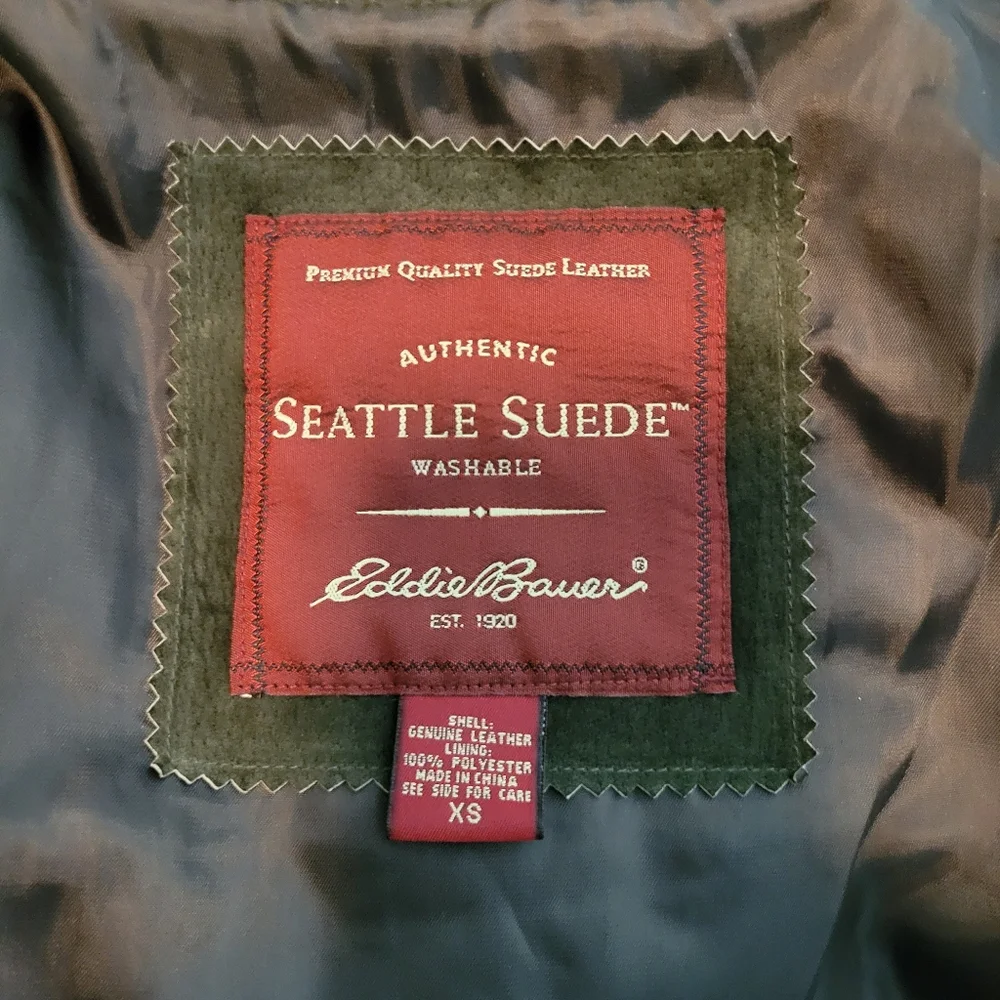 PREMIUM QUALITY SUEDE LEATHER
AUTHENTIC
SEATTLE SUEDE™
WASHABLE
Eddie Bauer®
EST. 1920
SHELL:
GENUINE LEATHER
LINING:
100% POLYESTER
MADE IN CHINA
SEE SIDE FOR CARE
XS